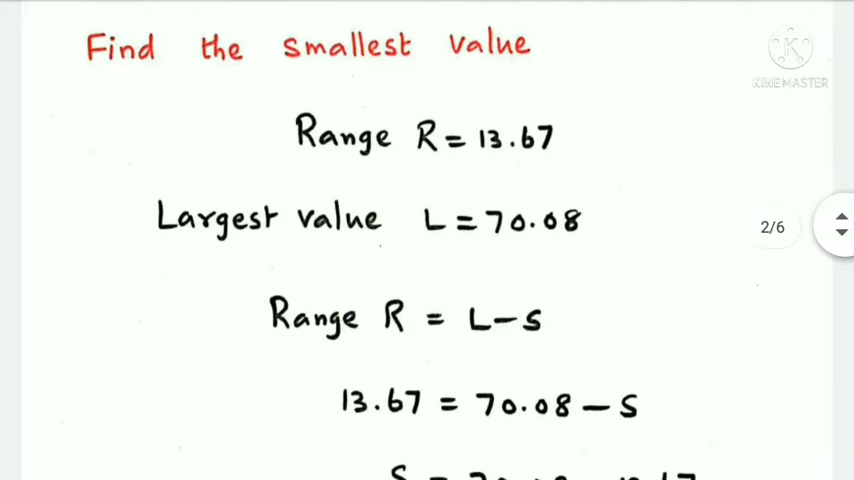 Find the smallest value
KINEMASTER
Range R = 13.67
Largest value L = 70.08
2/6
Range R = L - S
13.67 = 70.08 - S